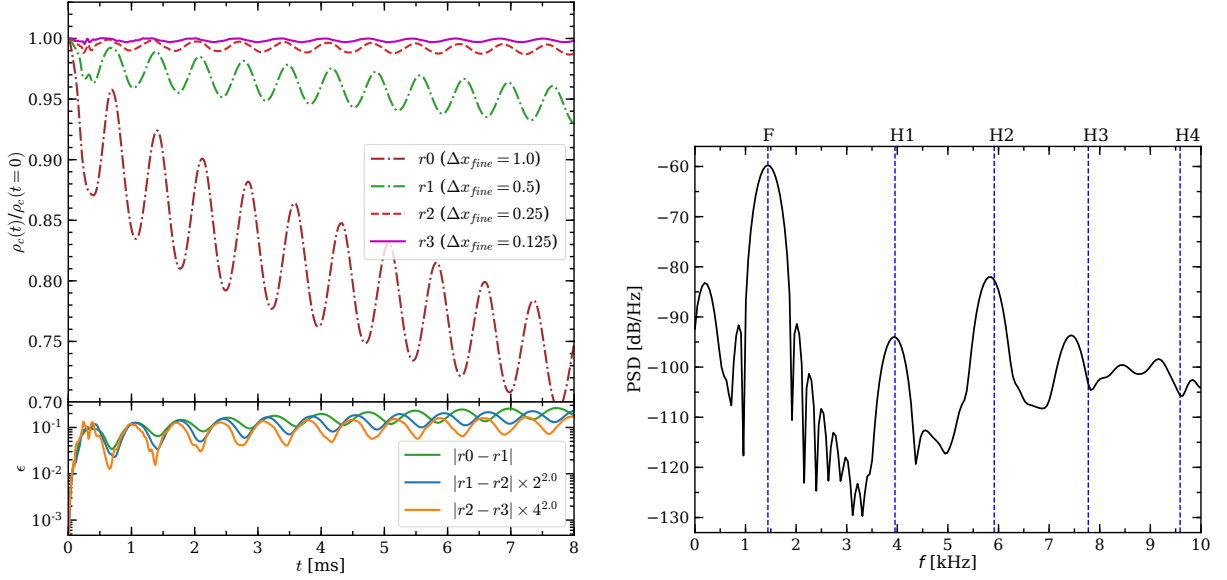 1.00
0.95
0.90
0.85
0.80
0.75
0.70
ρc(t)/ρc(t = 0)
r0 (Δxfine = 1.0)
r1 (Δxfine = 0.5)
r2 (Δxfine = 0.25)
r3 (Δxfine = 0.125)
10⁻¹
10⁻²
10⁻³
ϵ
|r0 − r1|
|r1 − r2| × 2^2.0
|r2 − r3| × 4^2.0
0 1 2 3 4 5 6 7 8
t [ms]
F H1 H2 H3 H4
−60
−70
−80
−90
−100
−110
−120
−130
PSD [dB/Hz]
0 1 2 3 4 5 6 7 8 9 10
f [kHz]